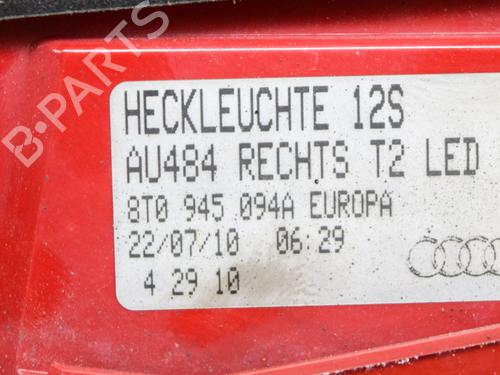 B-PARTS
HECKLEUCHTE 12S
AU484 RECHTS T2 LED
8T0 945 094A EUROPA
22/07/10 06:29
4 29 10